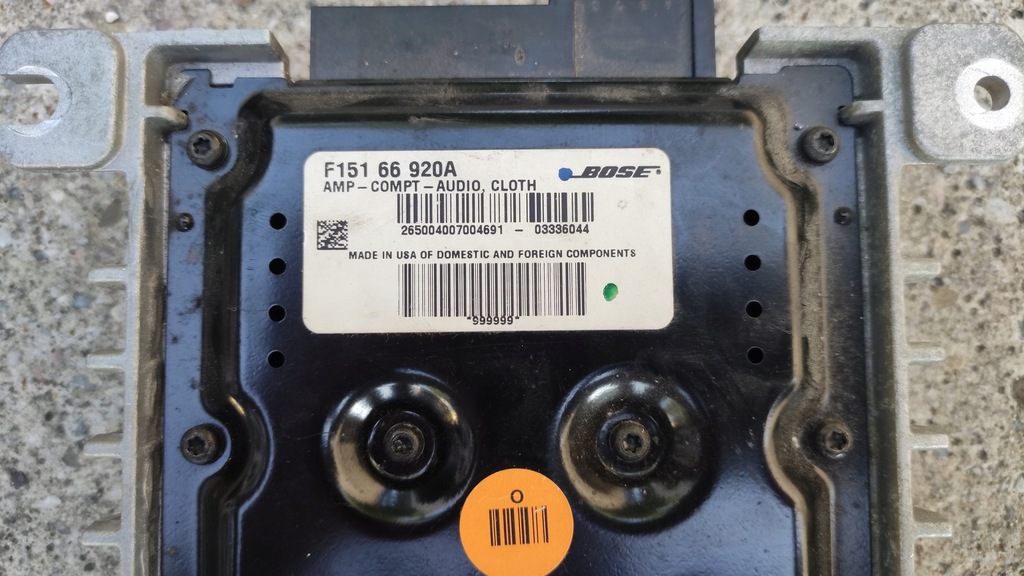 F151 66 920A
BOSE
AMP-COMPT-AUDIO, CLOTH
265004007004691 - 03336044
MADE IN USA OF DOMESTIC AND FOREIGN COMPONENTS
*999999*
O